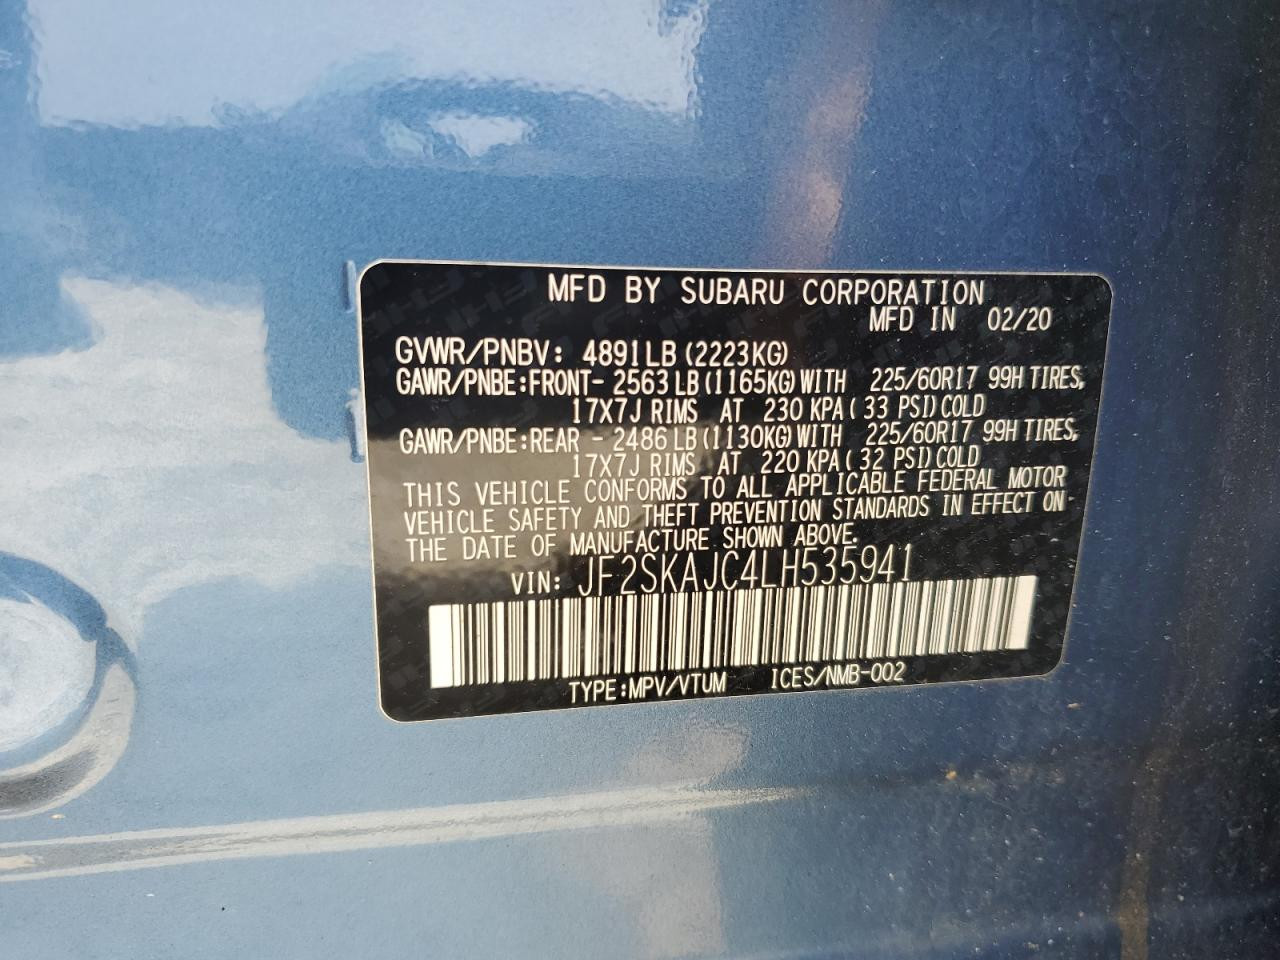 MFD BY SUBARU CORPORATION
MFD IN 02/20
GVWR/PNBV: 4891LB (2223KG)
GAWR/PNBE:FRONT- 2563 LB (1165KG) WITH 225/60R17 99H TIRES,
17X7J RIMS AT 230 KPA ( 33 PSI) COLD
GAWR/PNBE:REAR - 2486 LB (1130KG) WITH 225/60R17 99H TIRES,
17X7J RIMS AT 220 KPA ( 32 PSI) COLD
THIS VEHICLE CONFORMS TO ALL APPLICABLE FEDERAL MOTOR
VEHICLE SAFETY AND THEFT PREVENTION STANDARDS IN EFFECT ON
THE DATE OF MANUFACTURE SHOWN ABOVE.
VIN: JF2SKAJC4LH535941
TYPE:MPV/VTUM ICES/NMB-002